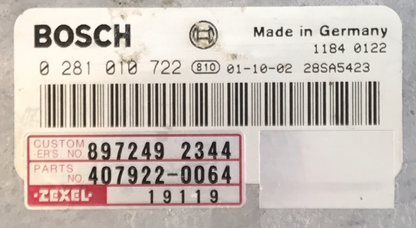 BOSCH
Made in Germany
1184 0122
0 281 010 722 810 01-10-02 28SA5423
CUSTOM
ER'S NO. 897249 2344
PARTS
NO. 407922-0064
·ZEXEL· 19119